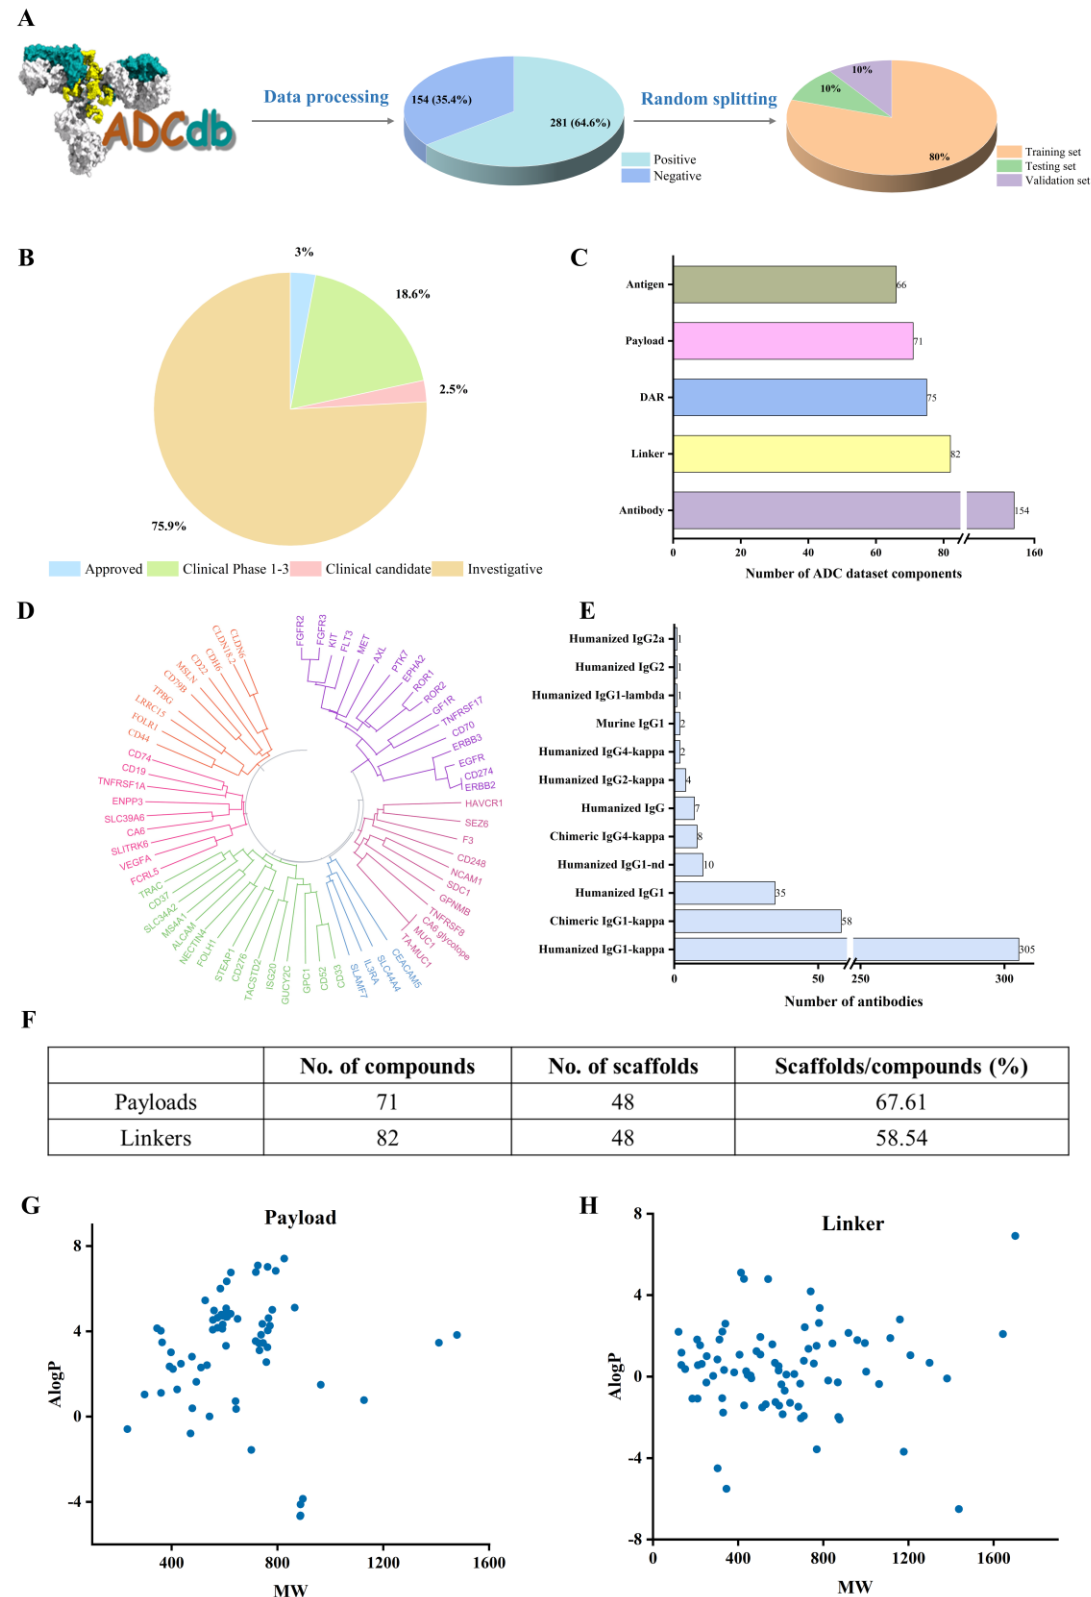 A
ADCdb
Data processing
154 (35.4%)
281 (64.6%)
Positive
Negative
Random splitting
10%
10%
80%
Training set
Testing set
Validation set
B
3%
18.6%
2.5%
75.9%
Approved
Clinical Phase 1-3
Clinical candidate
Investigative
C
Antigen
66
Payload
71
DAR
75
Linker
82
Antibody
154
0 20 40 60 80 160
Number of ADC dataset components
D
FGFR2
FGFR3
KIT
FLT3
MET
AXL
PTK7
EPHA2
ROR1
ROR2
GF1R
TNFRSF17
CD70
ERBB3
EGFR
CD274
ERBB2
HAVCR1
SEZ6
F3
CD248
NCAM1
SDC1
GPNMB
TNFRSF8
CA6 glycotope
MUC1
TA-MUC1
CEACAM5
SLC44A4
IL3RA
SLAMF7
CD33
CD52
GPC1
GUCY2C
ISG20
TACSTD2
CD276
STEAP1
FOLH1
NECTIN4
ALCAM
MS4A1
SLC34A2
CD37
TRAC
FCRL5
VEGFA
SLITRK6
CA6
SLC39A6
ENPP3
TNFRSF1A
CD19
CD74
CD44
FOLR1
LRRC15
TPBG
CD79B
MSLN
CD22
CDH6
CLDN18.2
CLDN6
E
Humanized IgG2a
1
Humanized IgG2
1
Humanized IgG1-lambda
1
Murine IgG1
2
Humanized IgG4-kappa
2
Humanized IgG2-kappa
4
Humanized IgG
7
Chimeric IgG4-kappa
8
Humanized IgG1-nd
10
Humanized IgG1
35
Chimeric IgG1-kappa
58
Humanized IgG1-kappa
305
0 50 250 300
Number of antibodies
F
No. of compounds No. of scaffolds Scaffolds/compounds (%)
Payloads 71 48 67.61
Linkers 82 48 58.54
G
Payload
8
4
0
-4
AlogP
400 800 1200 1600
MW
H
Linker
8
4
0
-4
-8
AlogP
0 400 800 1200 1600
MW